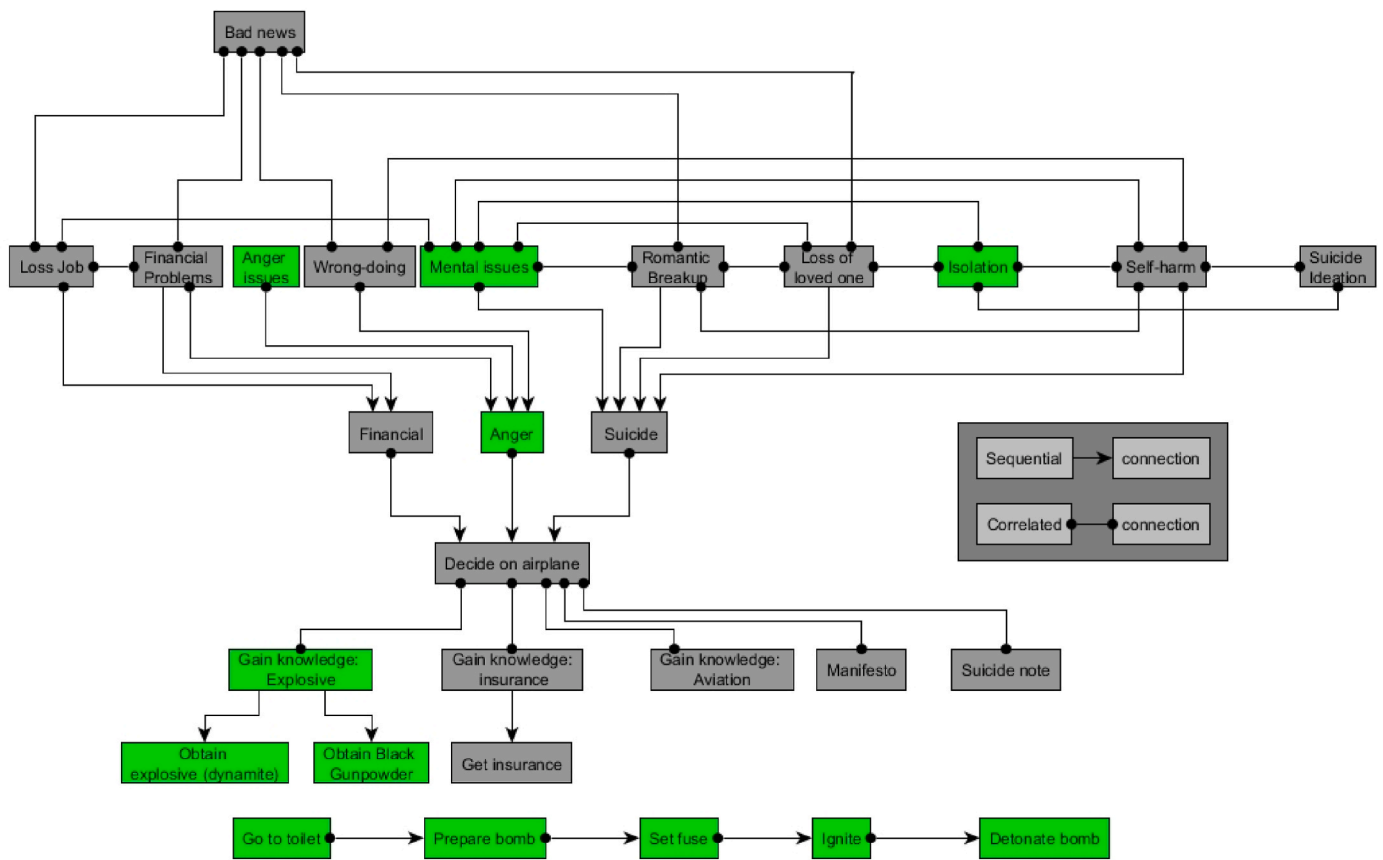 Bad news
Loss Job
Financial
Problems
Anger
issues
Wrong-doing
Mental issues
Romantic
Breakup
Loss of
loved one
Isolation
Self-harm
Suicide
Ideation
Financial
Anger
Suicide
Sequential
connection
Correlated
connection
Decide on airplane
Gain knowledge:
Explosive
Gain knowledge:
insurance
Gain knowledge:
Aviation
Manifesto
Suicide note
Obtain
explosive (dynamite)
Obtain Black
Gunpowder
Get insurance
Go to toilet
Prepare bomb
Set fuse
Ignite
Detonate bomb